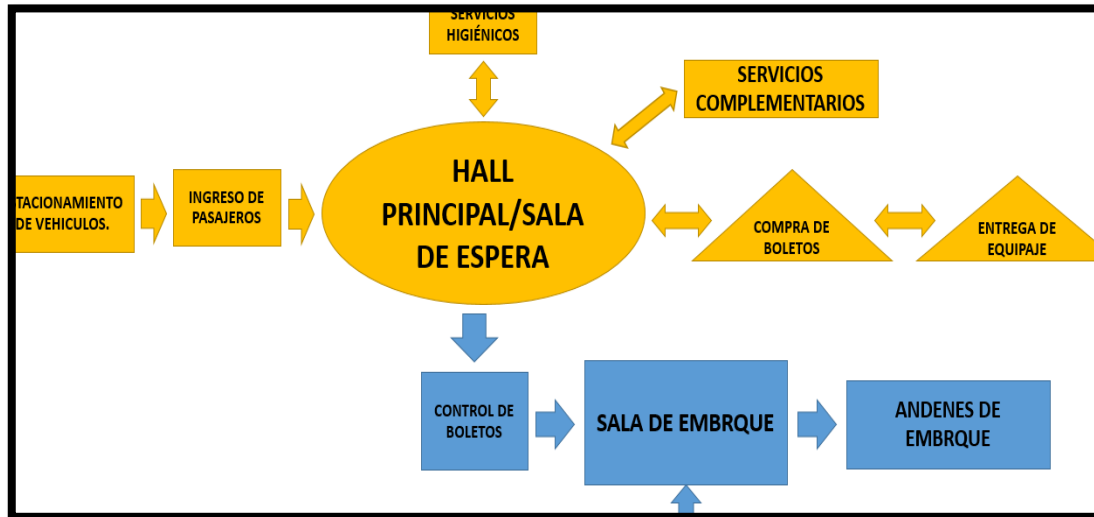 SERVICIOS
HIGIÉNICOS
SERVICIOS
COMPLEMENTARIOS
HALL
PRINCIPAL/SALA
DE ESPERA
TACIONAMIENTO
DE VEHICULOS.
INGRESO DE
PASAJEROS
COMPRA DE
BOLETOS
ENTREGA DE
EQUIPAJE
CONTROL DE
BOLETOS
SALA DE EMBRQUE
ANDENES DE
EMBRQUE